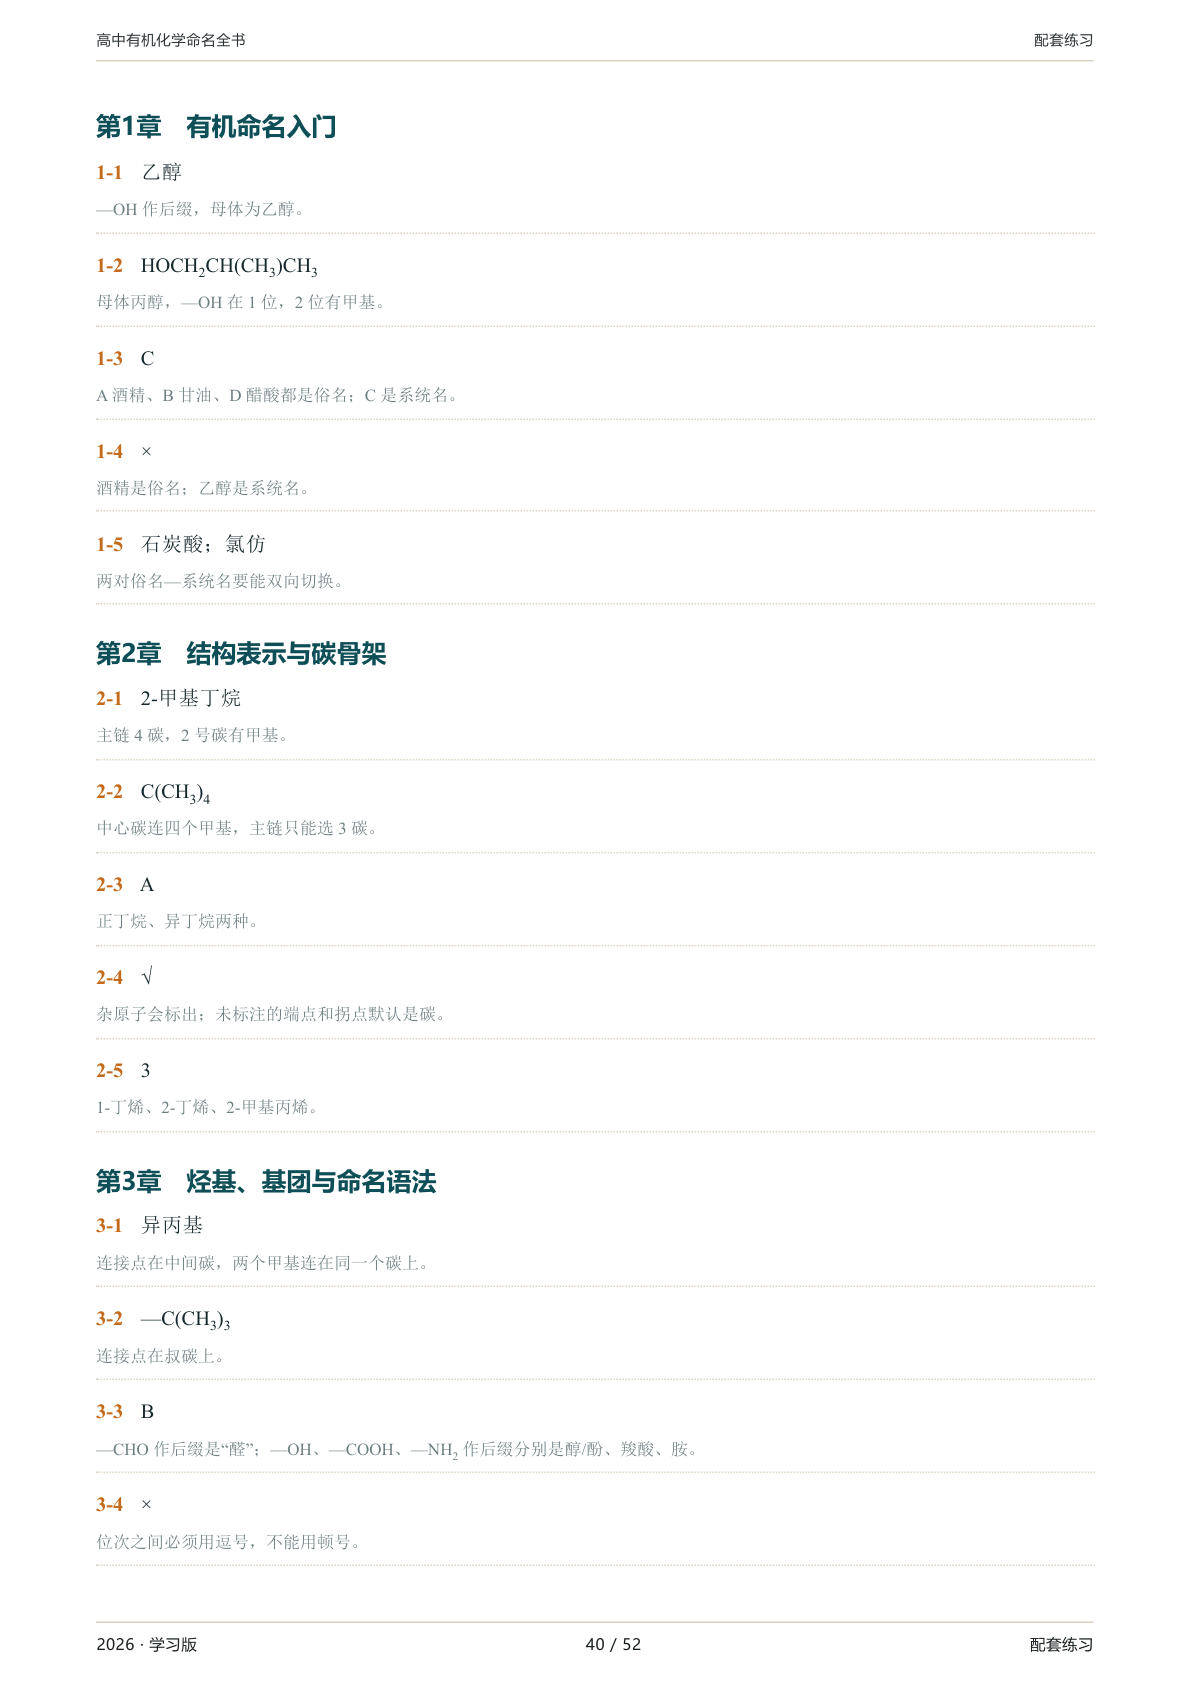 高中有机化学命名全书 配套练习
第1章 有机命名入门
1-1 乙醇
—OH 作后缀，母体为乙醇。
1-2 HOCH₂CH(CH₃)CH₃
母体丙醇，—OH 在 1 位，2 位有甲基。
1-3 C
A 酒精、B 甘油、D 醋酸都是俗名；C 是系统名。
1-4 ×
酒精是俗名；乙醇是系统名。
1-5 石炭酸；氯仿
两对俗名—系统名要能双向切换。
第2章 结构表示与碳骨架
2-1 2-甲基丁烷
主链 4 碳，2 号碳有甲基。
2-2 C(CH₃)₄
中心碳连四个甲基，主链只能选 3 碳。
2-3 A
正丁烷、异丁烷两种。
2-4 √
杂原子会标出；未标注的端点和拐点默认是碳。
2-5 3
1-丁烯、2-丁烯、2-甲基丙烯。
第3章 烃基、基团与命名语法
3-1 异丙基
连接点在中间碳，两个甲基连在同一个碳上。
3-2 —C(CH₃)₃
连接点在叔碳上。
3-3 B
—CHO 作后缀是“醛”；—OH、—COOH、—NH₂ 作后缀分别是醇/酚、羧酸、胺。
3-4 ×
位次之间必须用逗号，不能用顿号。
2026 · 学习版 40 / 52 配套练习